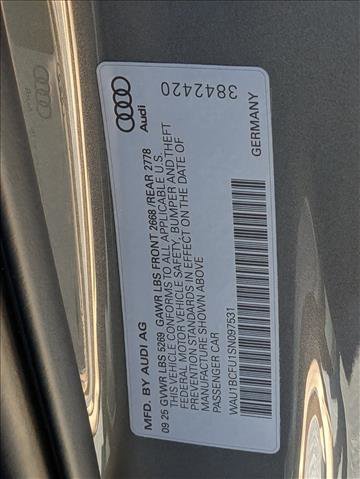 MFD. BY AUDI AG
09.25 GVWR LBS 5269 GAWR LBS FRONT 2668 /REAR 2778
THIS VEHICLE CONFORMS TO ALL APPLICABLE U.S.
FEDERAL MOTOR VEHICLE SAFETY, BUMPER AND THEFT
PREVENTION STANDARDS IN EFFECT ON THE DATE OF
MANUFACTURE SHOWN ABOVE
PASSENGER CAR
WAU1BCFU1SN097531
GERMANY
Audi
3842420